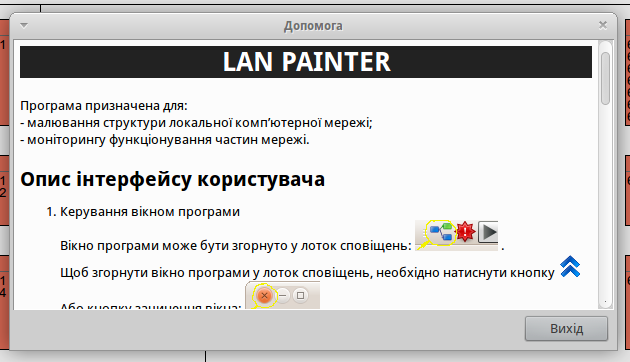 Допомога
LAN PAINTER
Програма призначена для:
- малювання структури локальної комп'ютерної мережі;
- моніторингу функціонування частин мережі.
Опис інтерфейсу користувача
1. Керування вікном програми
Вікно програми може бути згорнуто у лоток сповіщень: .
Щоб згорнути вікно програми у лоток сповіщень, необхідно натиснути кнопку
Або кнопку зачинення вікна:
Вихід